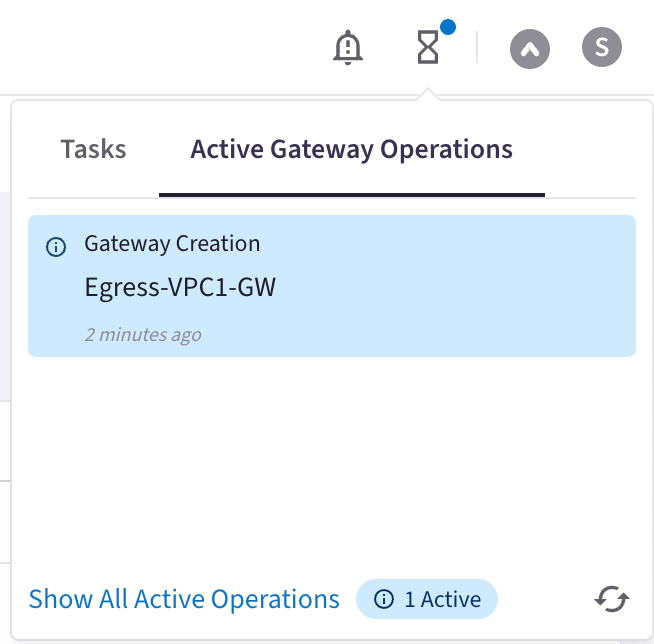 S
Tasks
Active Gateway Operations
Gateway Creation
Egress-VPC1-GW
2 minutes ago
Show All Active Operations
1 Active